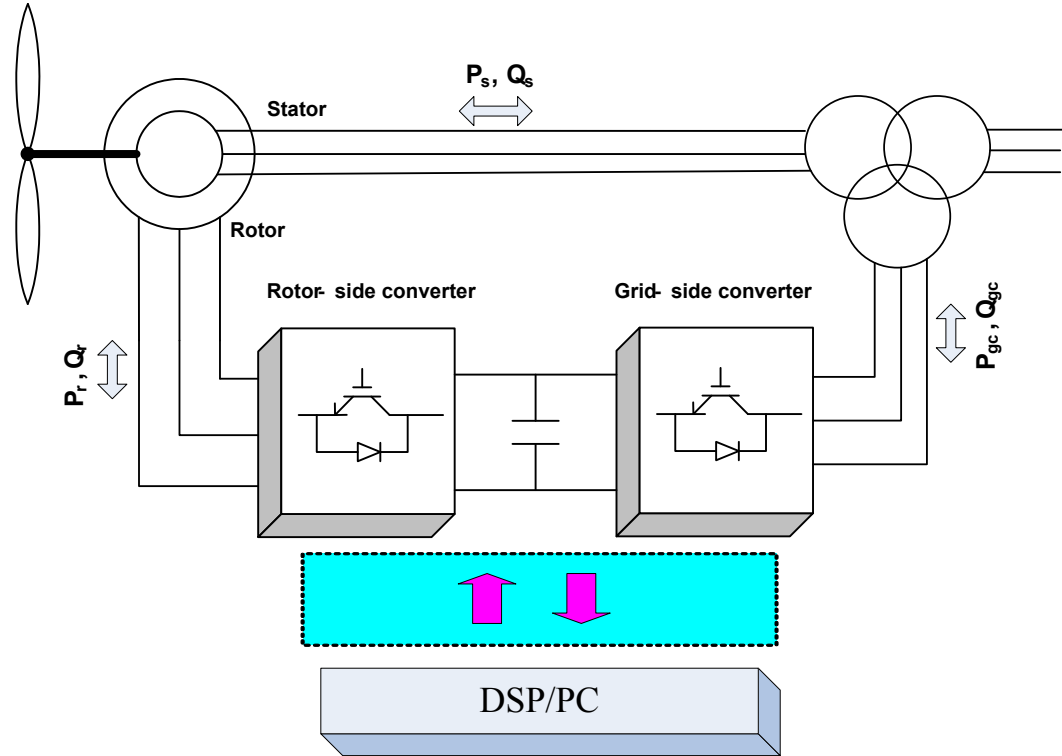 Ps, Qs
Stator
Rotor
Rotor- side converter
Grid- side converter
Pr, Qr
Pgc, Qgc
DSP/PC